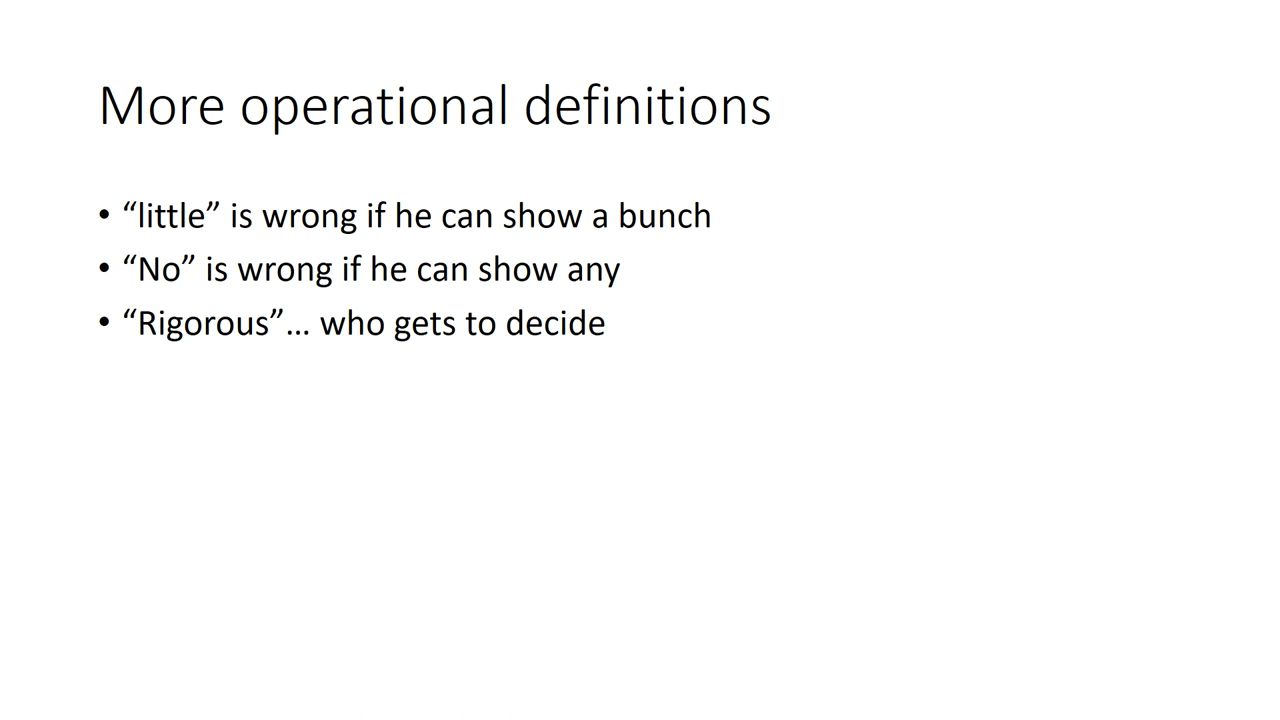 More operational definitions
• “little” is wrong if he can show a bunch
• “No” is wrong if he can show any
• “Rigorous”… who gets to decide